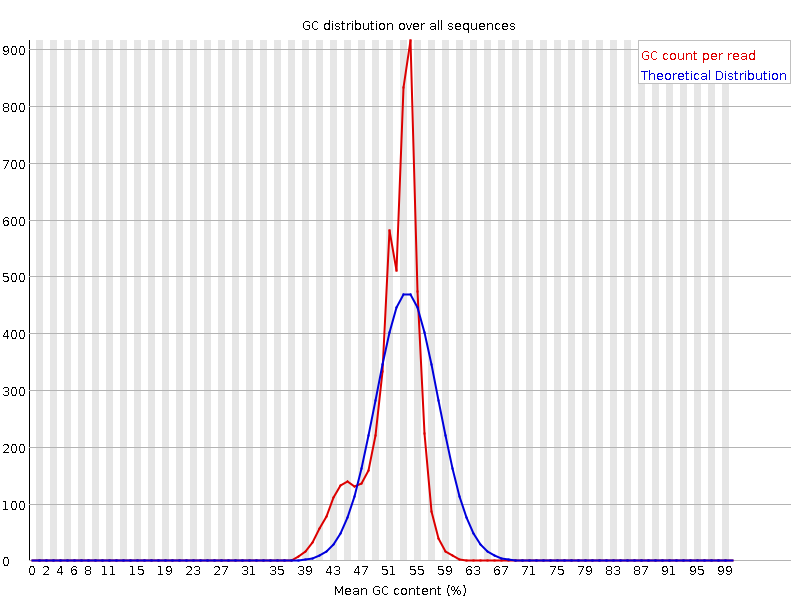 GC distribution over all sequences
GC count per read
Theoretical Distribution
900
800
700
600
500
400
300
200
100
0
0 2 4 6 8 11 15 19 23 27 31 35 39 43 47 51 55 59 63 67 71 75 79 83 87 91 95 99
Mean GC content (%)